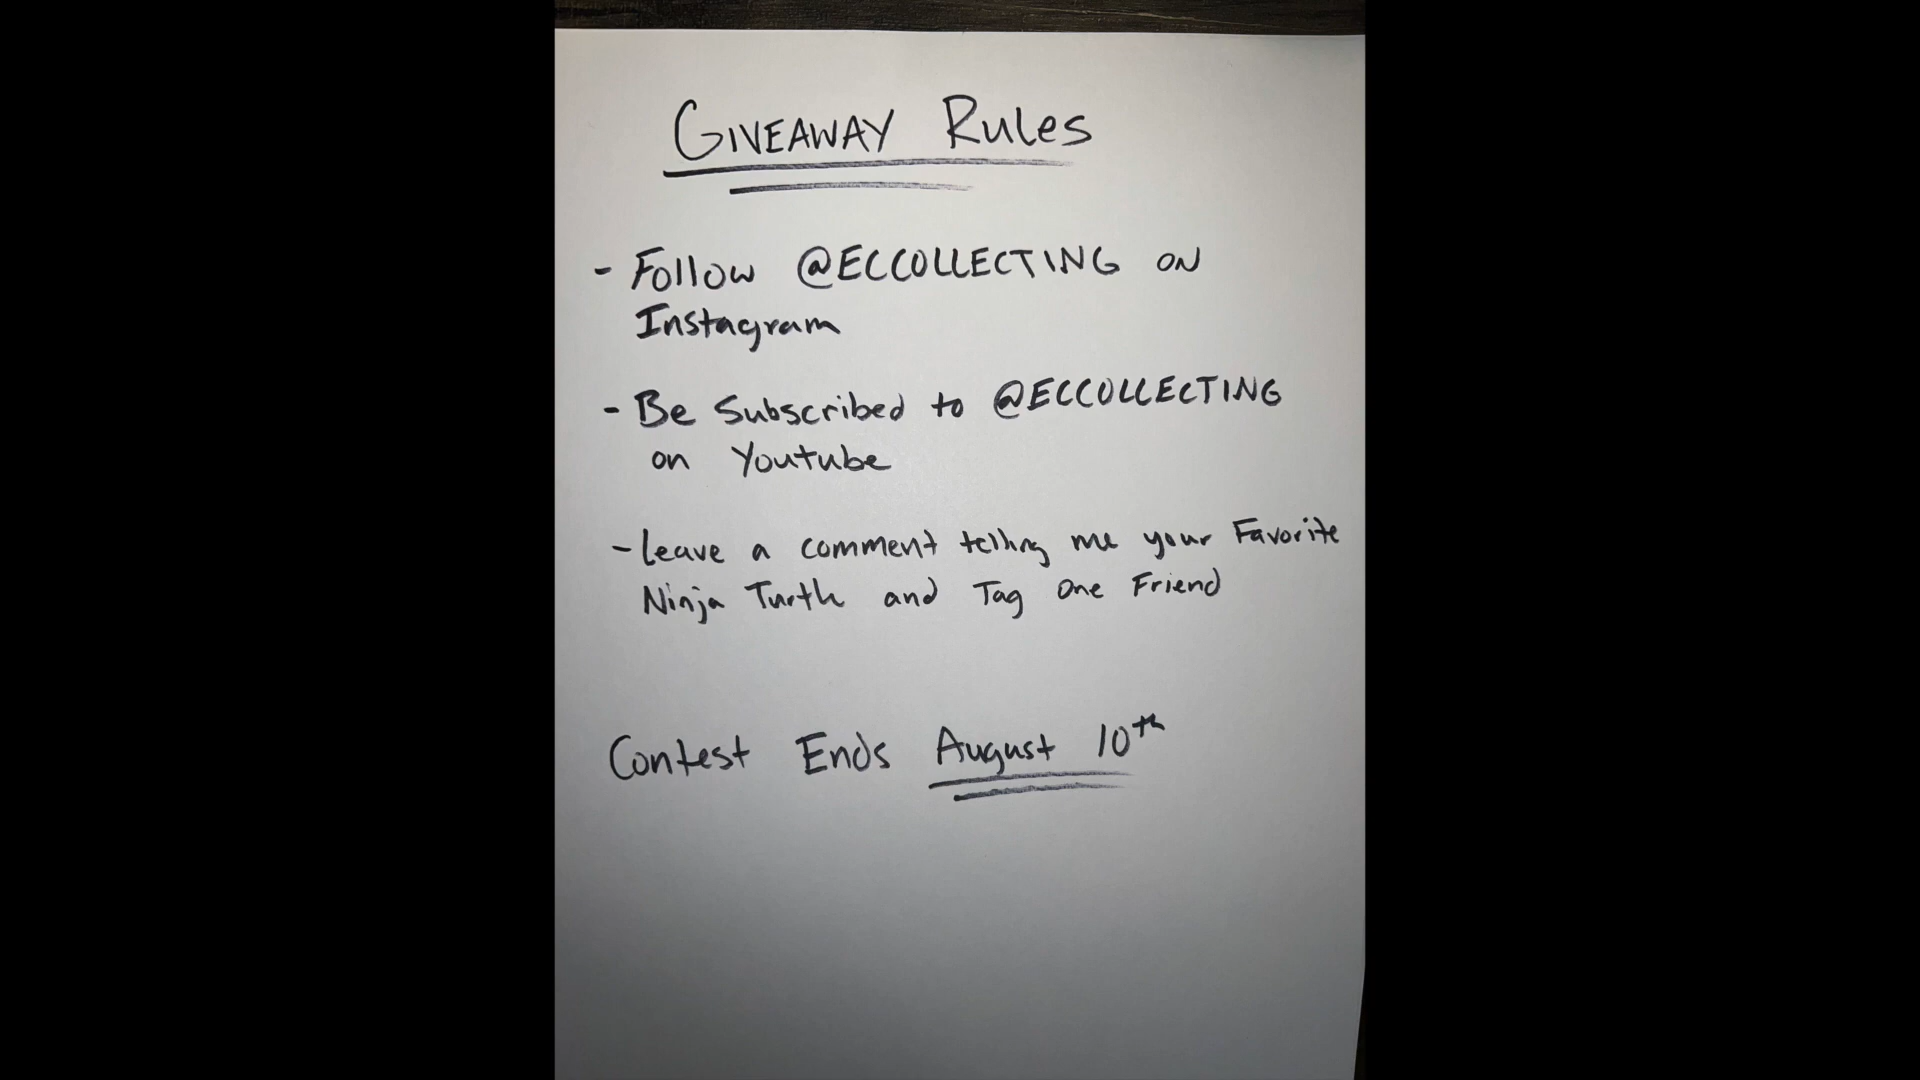 GIVEAWAY Rules
- Follow @ECCOLLECTING ON
Instagram
- Be Subscribed to @ECCOLLECTING
on Youtube
- Leave a comment telling me your Favorite
Ninja Turtle and Tag One Friend
Contest Ends August 10th